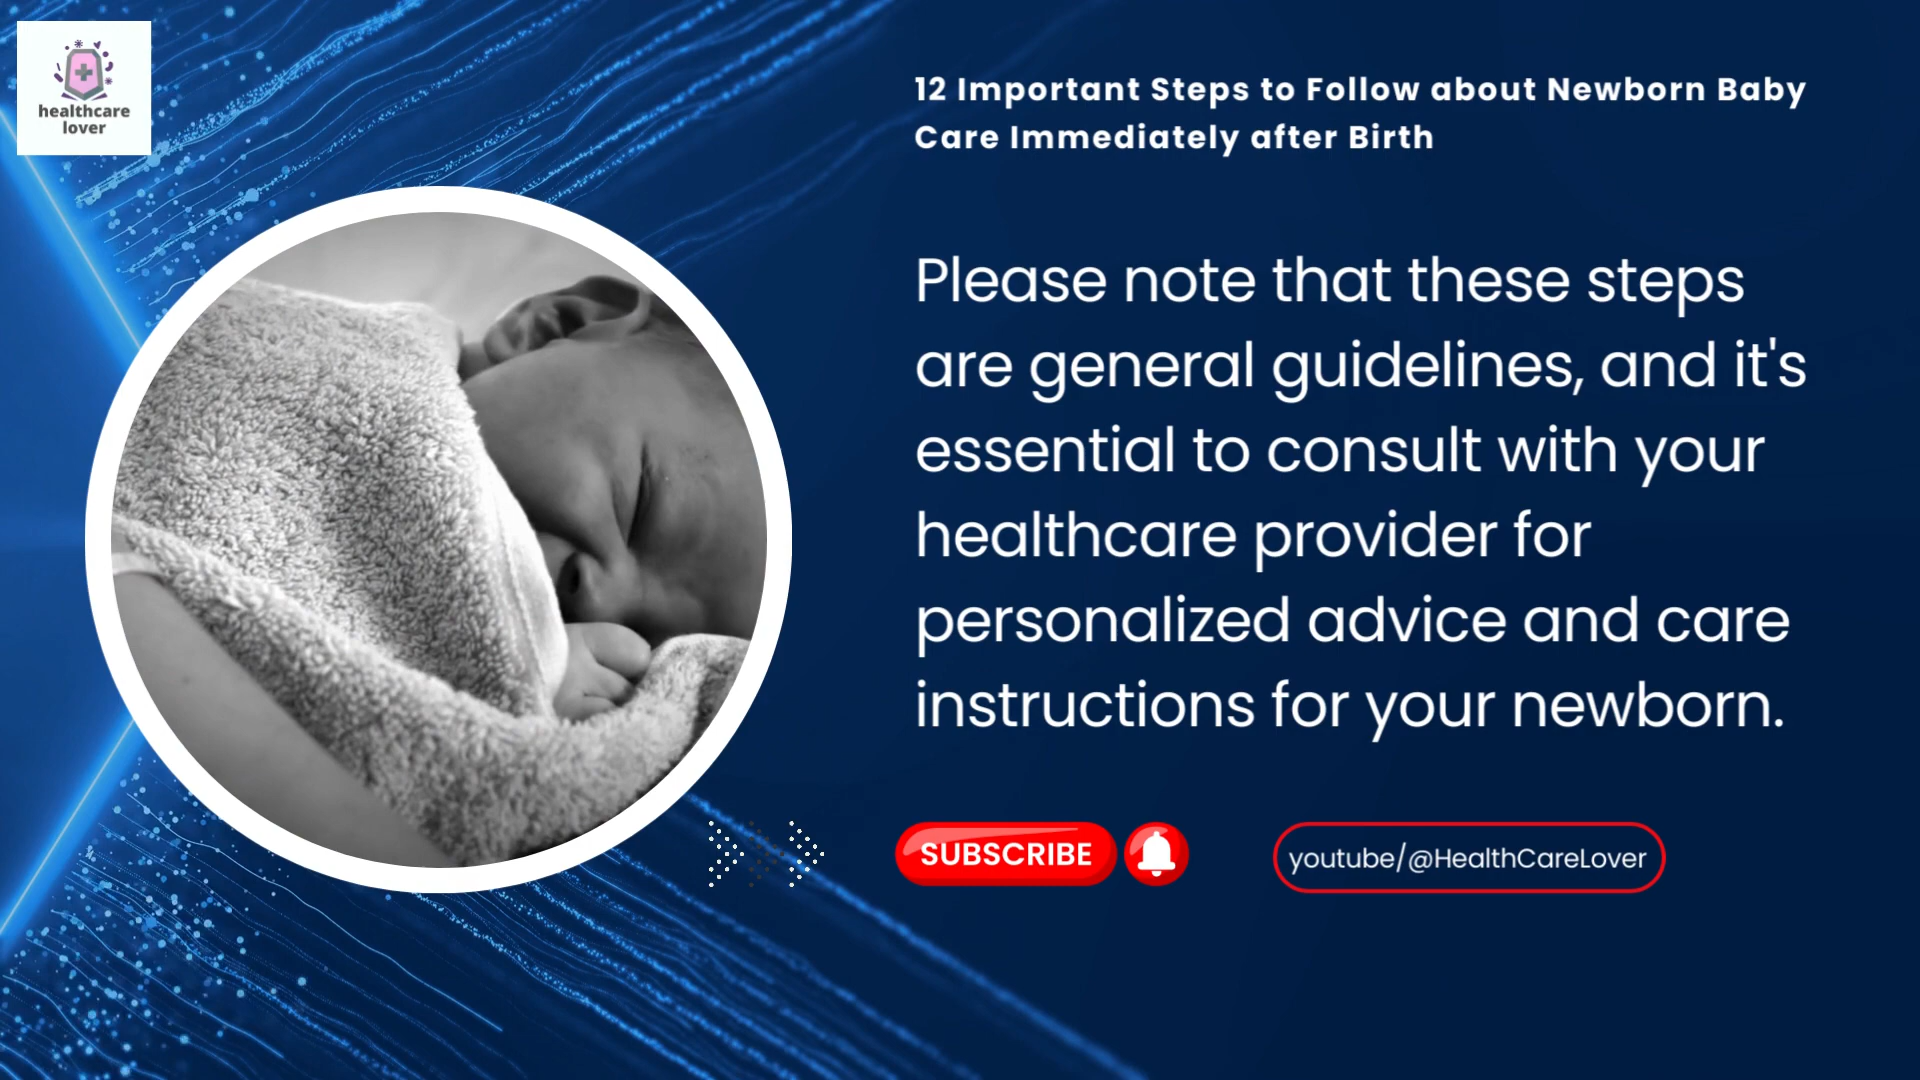 healthcare
lover
12 Important Steps to Follow about Newborn Baby
Care Immediately after Birth
Please note that these steps
are general guidelines, and it's
essential to consult with your
healthcare provider for
personalized advice and care
instructions for your newborn.
SUBSCRIBE
youtube/@HealthCareLover